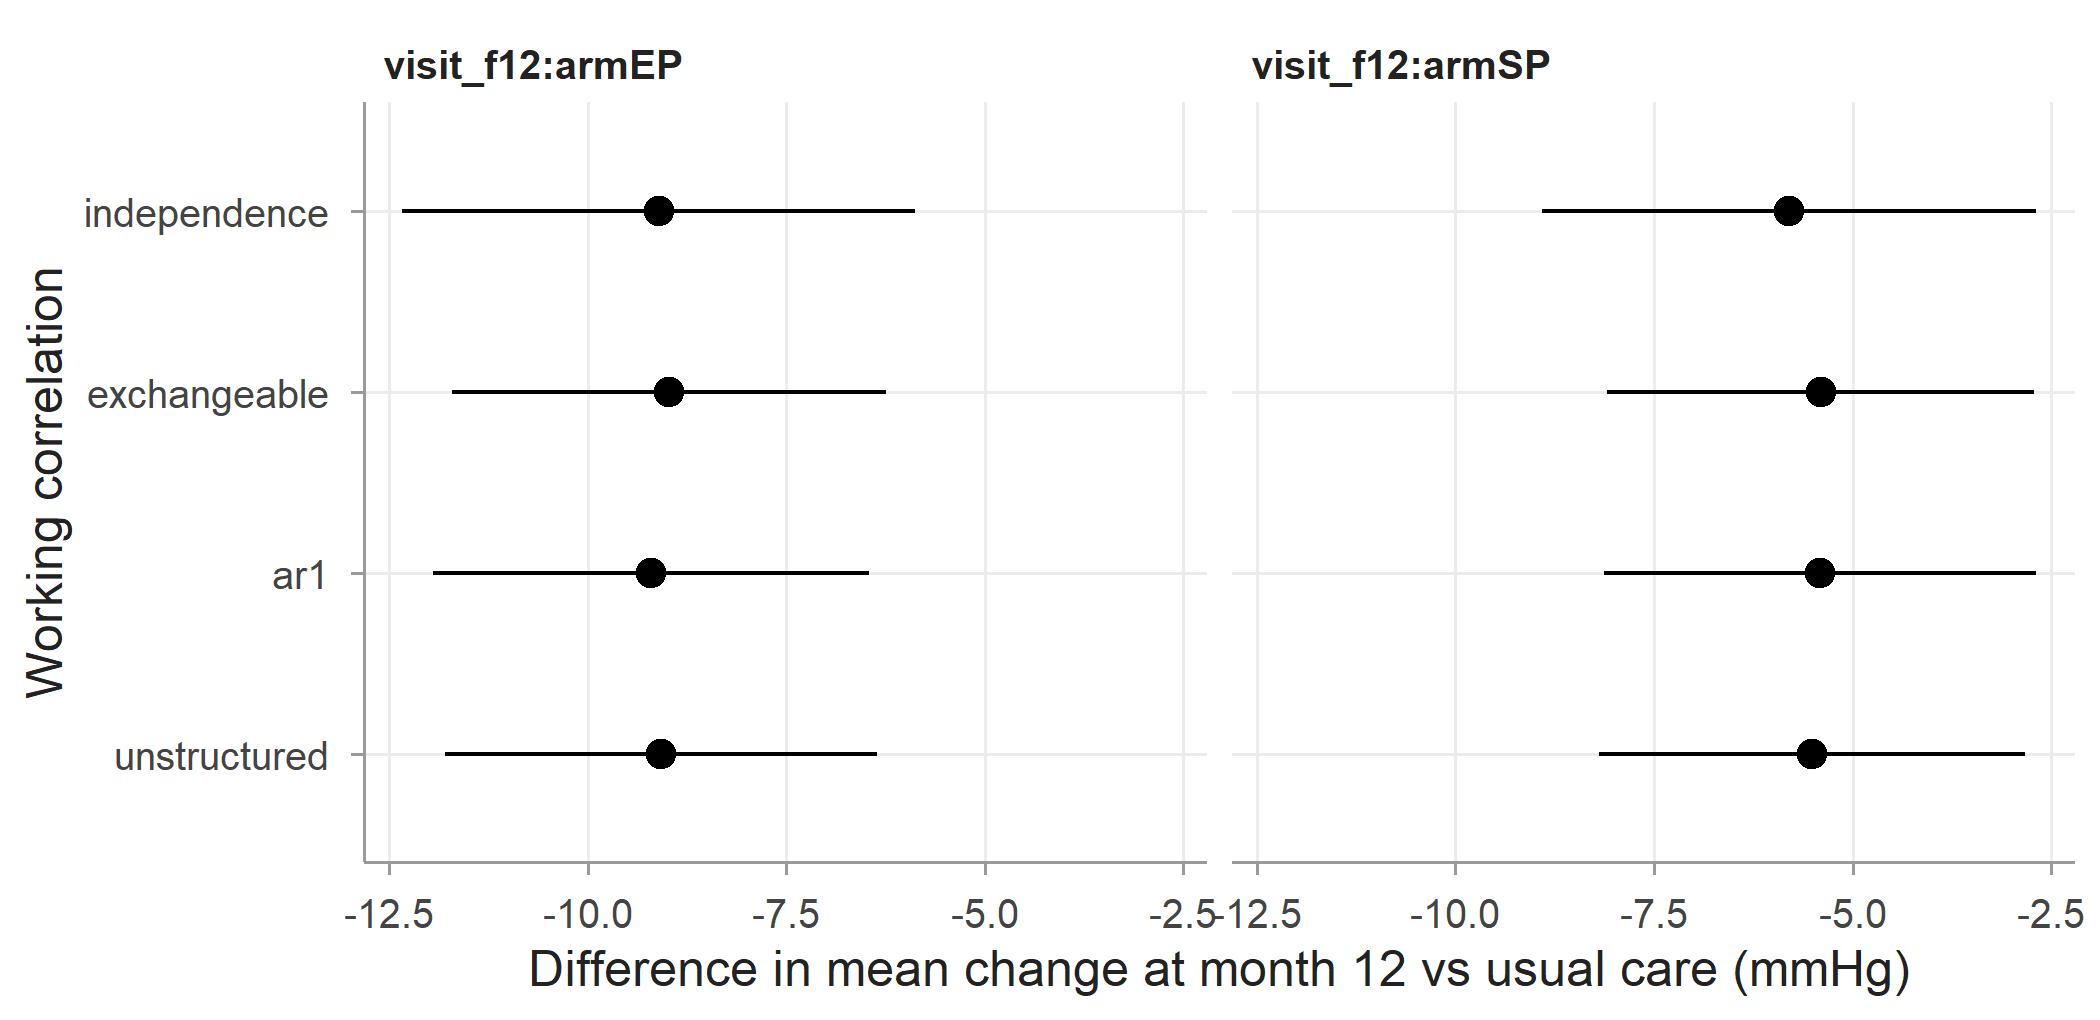 visit_f12:armEP
visit_f12:armSP
Working correlation
independence
exchangeable
ar1
unstructured
-12.5 -10.0 -7.5 -5.0 -2.5
-12.5 -10.0 -7.5 -5.0 -2.5
Difference in mean change at month 12 vs usual care (mmHg)